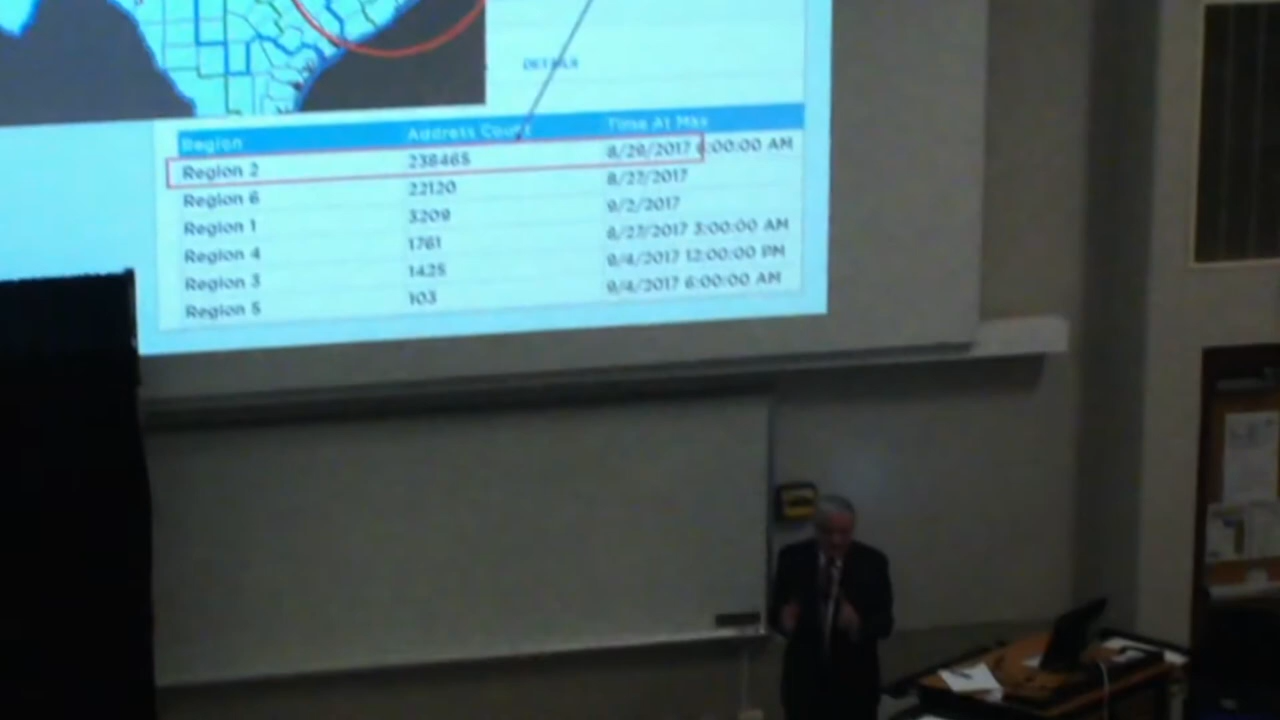 DETAILS
Region Address Count Time At Max
Region 2 238465 8/29/2017 6:00:00 AM
Region 6 22120 8/27/2017
Region 1 3209 9/2/2017
Region 4 1761 8/27/2017 3:00:00 AM
Region 3 1425 9/4/2017 12:00:00 PM
Region 5 103 9/4/2017 6:00:00 AM